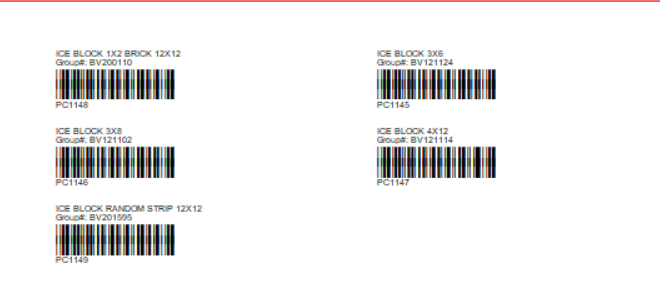 ICE BLOCK 1X2 BRICK 12X12
Group#: BV200110
PC1148
ICE BLOCK 3X6
Group#: BV121124
PC1145
ICE BLOCK 3X8
Group#: BV121102
PC1146
ICE BLOCK 4X12
Group#: BV121114
PC1147
ICE BLOCK RANDOM STRIP 12X12
Group#: BV201595
PC1149